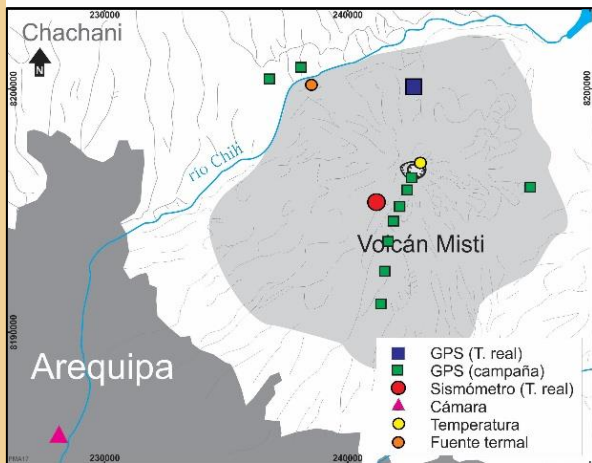 230000
240000
Chachani
N
8200000
8200000
río Chili
Volcán Misti
8190000
Arequipa
GPS (T. real)
GPS (campaña)
Sismómetro (T. real)
Cámara
Temperatura
Fuente termal
230000
240000